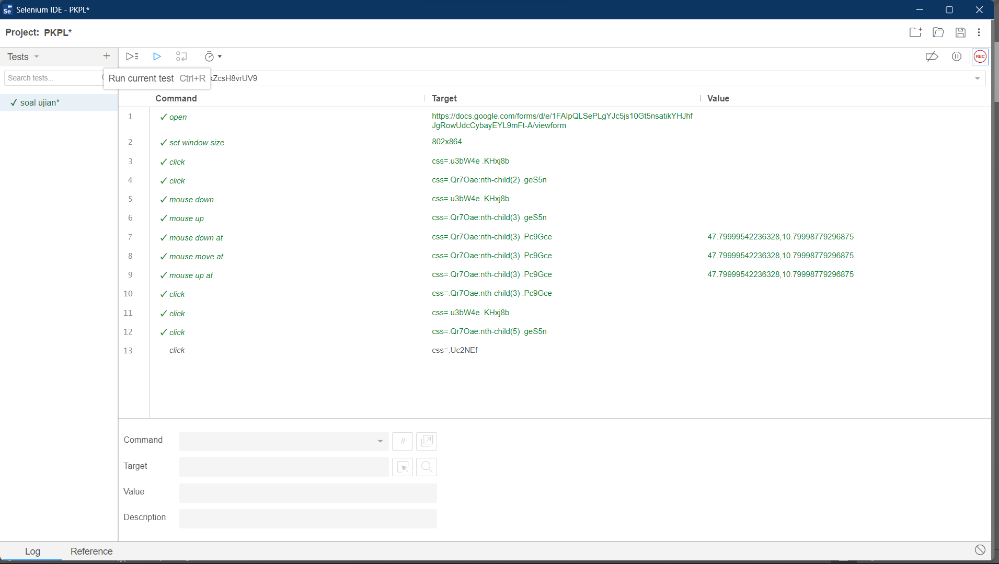 Se Selenium IDE - PKPL*
Project: PKPL*
Tests
REC
Search tests...
Run current test Ctrl+R
kZcsH8vrUV9
✓ soal ujian*
Command Target Value
1 ✓ open https://docs.google.com/forms/d/e/1FAIpQLSePLgYJc5js10Gt5nsatikYHJhf
JgRowUdcCybayEYL9mFt-A/viewform
2 ✓ set window size 802x864
3 ✓ click css=.u3bW4e .KHxj8b
4 ✓ click css=.Qr7Oae:nth-child(2) .geS5n
5 ✓ mouse down css=.u3bW4e .KHxj8b
6 ✓ mouse up css=.Qr7Oae:nth-child(3) .geS5n
7 ✓ mouse down at css=.Qr7Oae:nth-child(3) .Pc9Gce 47.79999542236328,10.79998779296875
8 ✓ mouse move at css=.Qr7Oae:nth-child(3) .Pc9Gce 47.79999542236328,10.79998779296875
9 ✓ mouse up at css=.Qr7Oae:nth-child(3) .Pc9Gce 47.79999542236328,10.79998779296875
10 ✓ click css=.Qr7Oae:nth-child(3) .Pc9Gce
11 ✓ click css=.u3bW4e .KHxj8b
12 ✓ click css=.Qr7Oae:nth-child(5) .geS5n
13 click css=.Uc2NEf
Command //
Target
Value
Description
Log Reference